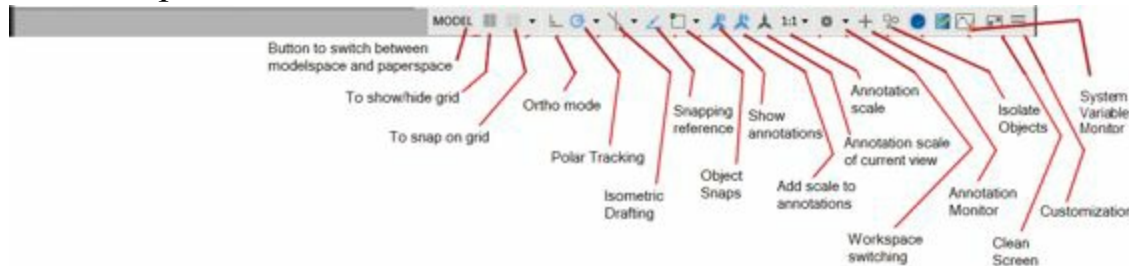 MODEL
1:1
Button to switch between
modelspace and paperspace
To show/hide grid
To snap on grid
Ortho mode
Polar Tracking
Isometric
Drafting
Snapping
reference
Object
Snaps
Show
annotations
Add scale to
annotations
Annotation
scale
Annotation scale
of current view
Workspace
switching
Annotation
Monitor
Isolate
Objects
Clean
Screen
System
Variable
Monitor
Customization